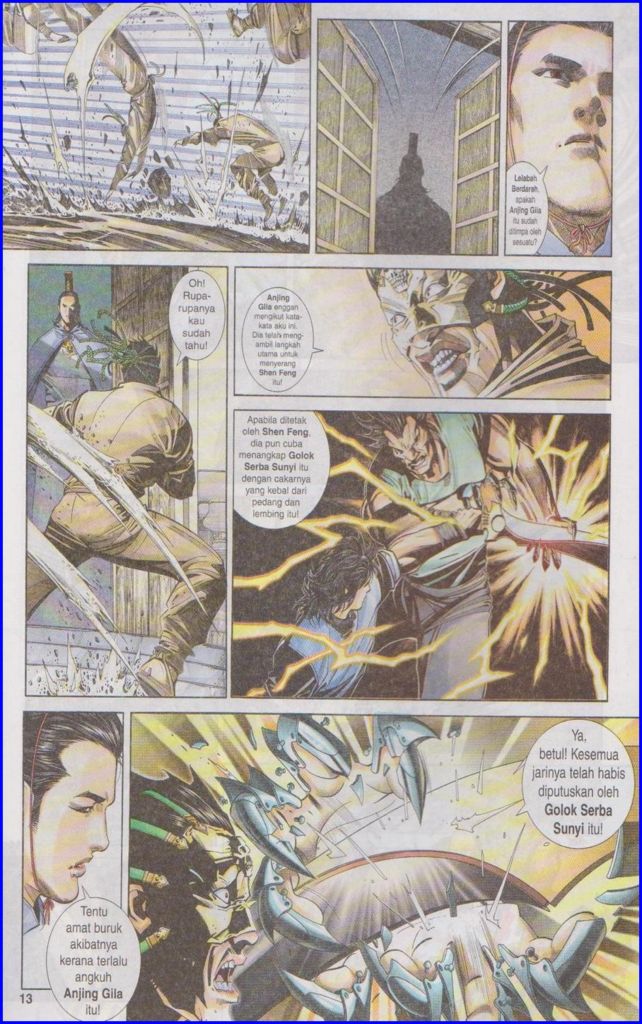 Lelabah
Berdarah,
apakah
Anjing Gila
itu sudah
ditimpa oleh
sesuatu?
Oh!
Rupa-
rupanya
kau
sudah
tahu!
Anjing
Gila enggan
mengikut kata-
kata aku ini.
Dia telah meng-
ambil langkah
utama untuk
menyerang
Shen Feng
itu!
Apabila ditetak
oleh Shen Feng,
dia pun cuba
menangkap Golok
Serba Sunyi itu
dengan cakarnya
yang kebal dari
pedang dan
lembing itu!
Ya,
betul! Kesemua
jarinya telah habis
diputuskan oleh
Golok Serba
Sunyi itu!
Tentu
amat buruk
akibatnya
kerana terlalu
angkuh
Anjing Gila
itu!
13